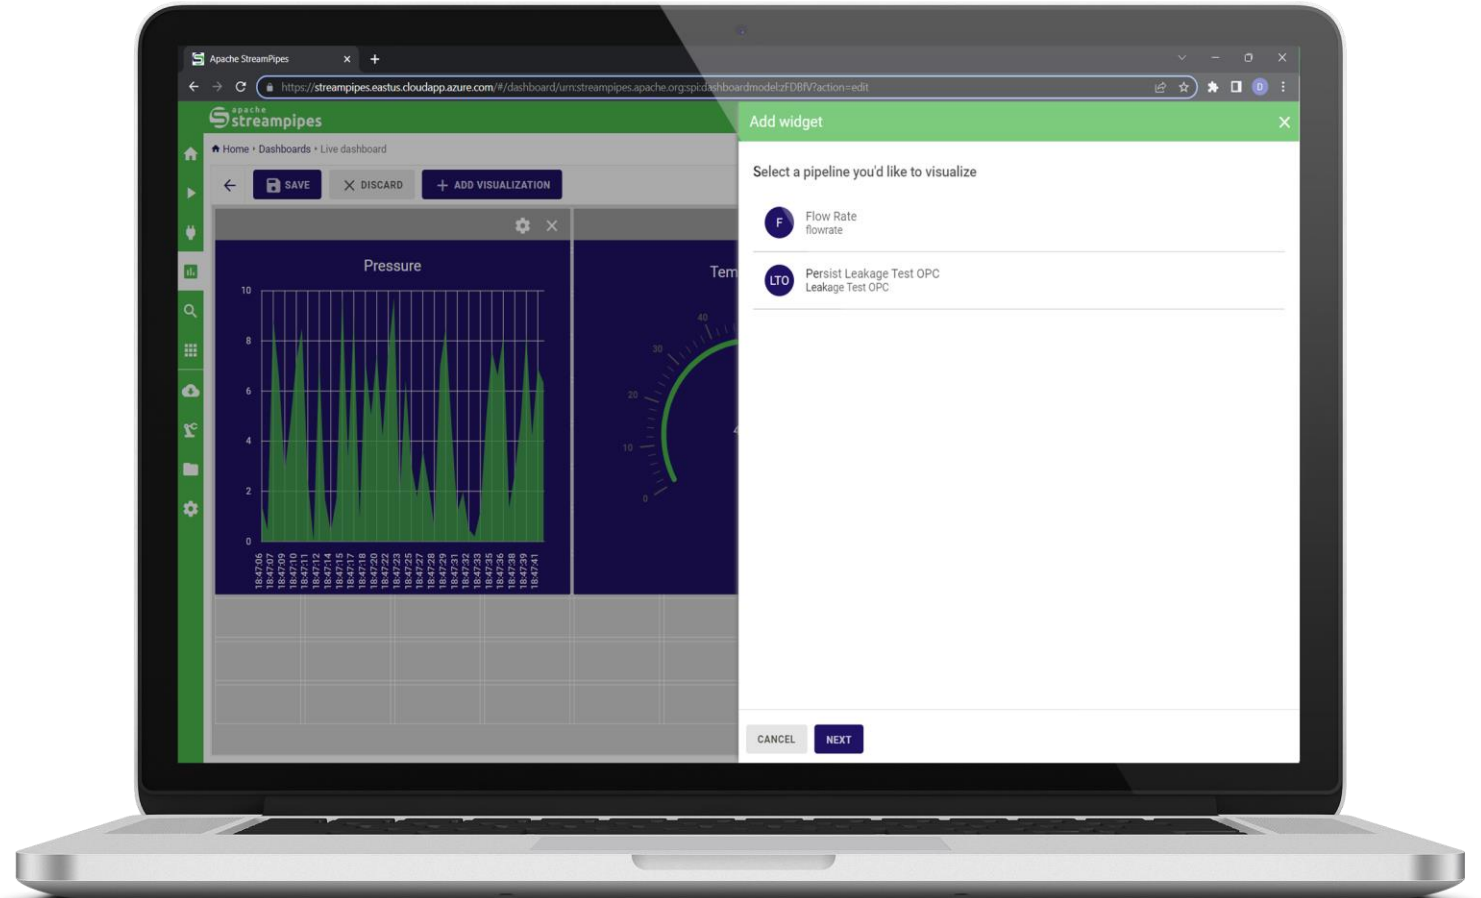 Apache StreamPipes
https://streampipes.eastus.cloudapp.azure.com/#/dashboard/urn:streampipes.apache.org:spi:dashboardmodel:zFDBfV?action=edit
D
apache
streampipes
Add widget
Home
Dashboards
Live dashboard
SAVE
DISCARD
ADD VISUALIZATION
Select a pipeline you'd like to visualize
F
Flow Rate
flowrate
LTO
Persist Leakage Test OPC
Leakage Test OPC
Pressure
10
8
6
4
2
0
18:47:06
18:47:07
18:47:09
18:47:10
18:47:11
18:47:12
18:47:14
18:47:15
18:47:17
18:47:18
18:47:20
18:47:22
18:47:23
18:47:25
18:47:27
18:47:28
18:47:29
18:47:31
18:47:32
18:47:33
18:47:35
18:47:36
18:47:38
18:47:39
18:47:41
Tem
40
30
20
10
0
CANCEL
NEXT